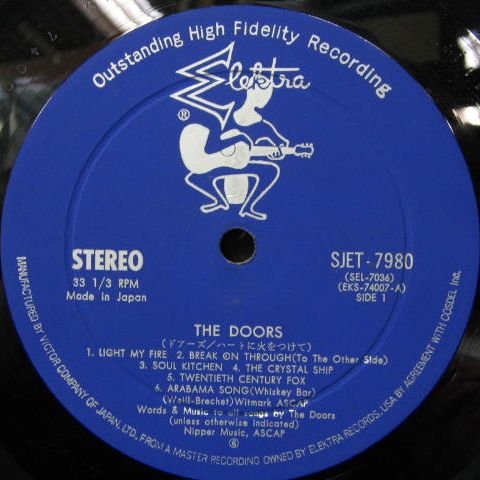 Outstanding High Fidelity Recording
Elektra
®
STEREO
33 1/3 RPM
Made in Japan
SJET-7980
(SEL-7036)
(EKS-74007-A)
SIDE 1
THE DOORS
(ドアーズ/ハートに火をつけて)
1. LIGHT MY FIRE 2. BREAK ON THROUGH(To The Other Side)
3. SOUL KITCHEN 4. THE CRYSTAL SHIP
5. TWENTIETH CENTURY FOX
6. ARABAMA SONG(Whiskey Bar)
(Weill-Brechet)Witmark ASCAP
Words & Music to all songs by The Doors
(unless otherwise indicated)
Nipper Music, ASCAP
MANUFACTURED BY VICTOR COMPANY OF JAPAN, LTD. FROM A MASTER RECORDING OWNED BY ELEKTRA RECORDS, USA BY AGREEMENT WITH COSDEL Inc.